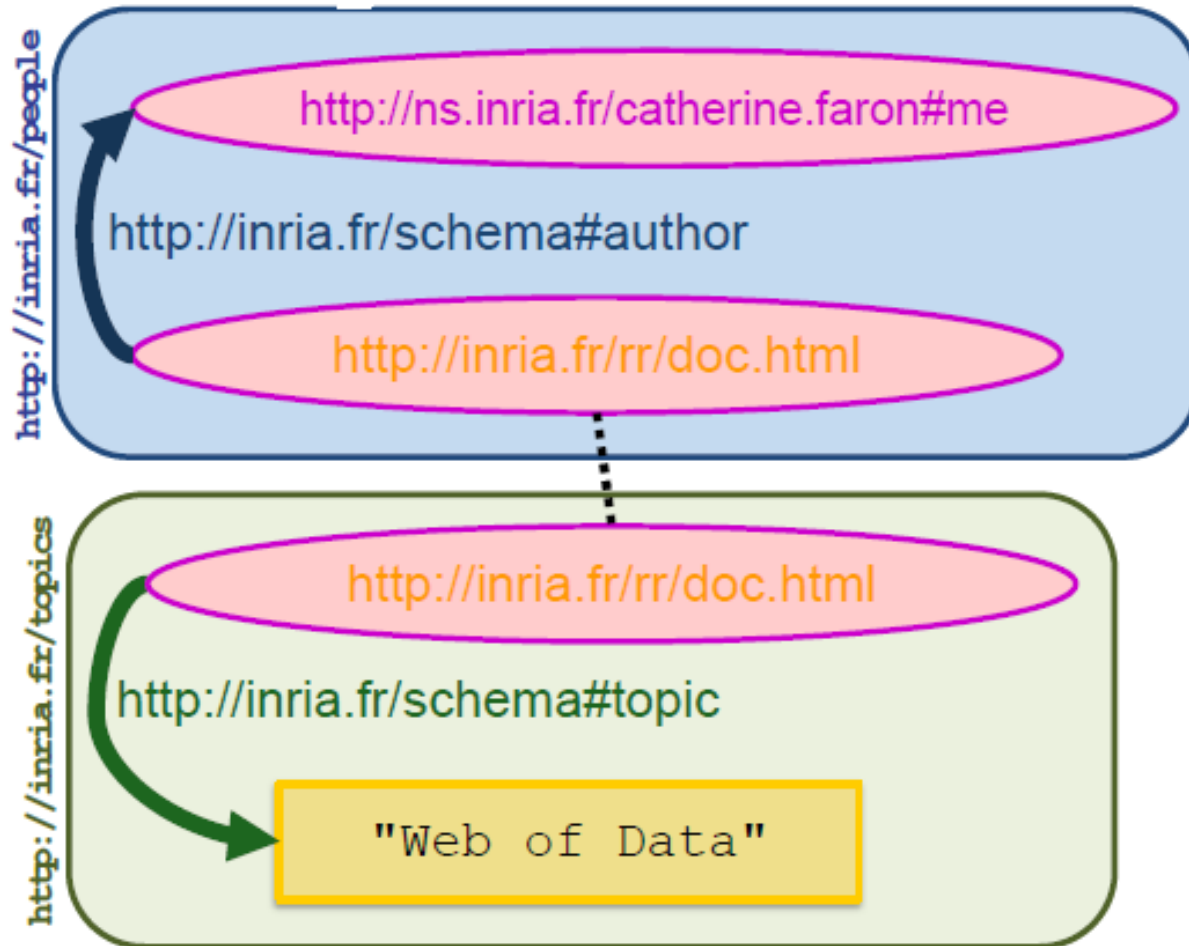 http://inria.fr/people
http://ns.inria.fr/catherine.faron#me
http://inria.fr/schema#author
http://inria.fr/rr/doc.html
http://inria.fr/topics
http://inria.fr/rr/doc.html
http://inria.fr/schema#topic
"Web of Data"